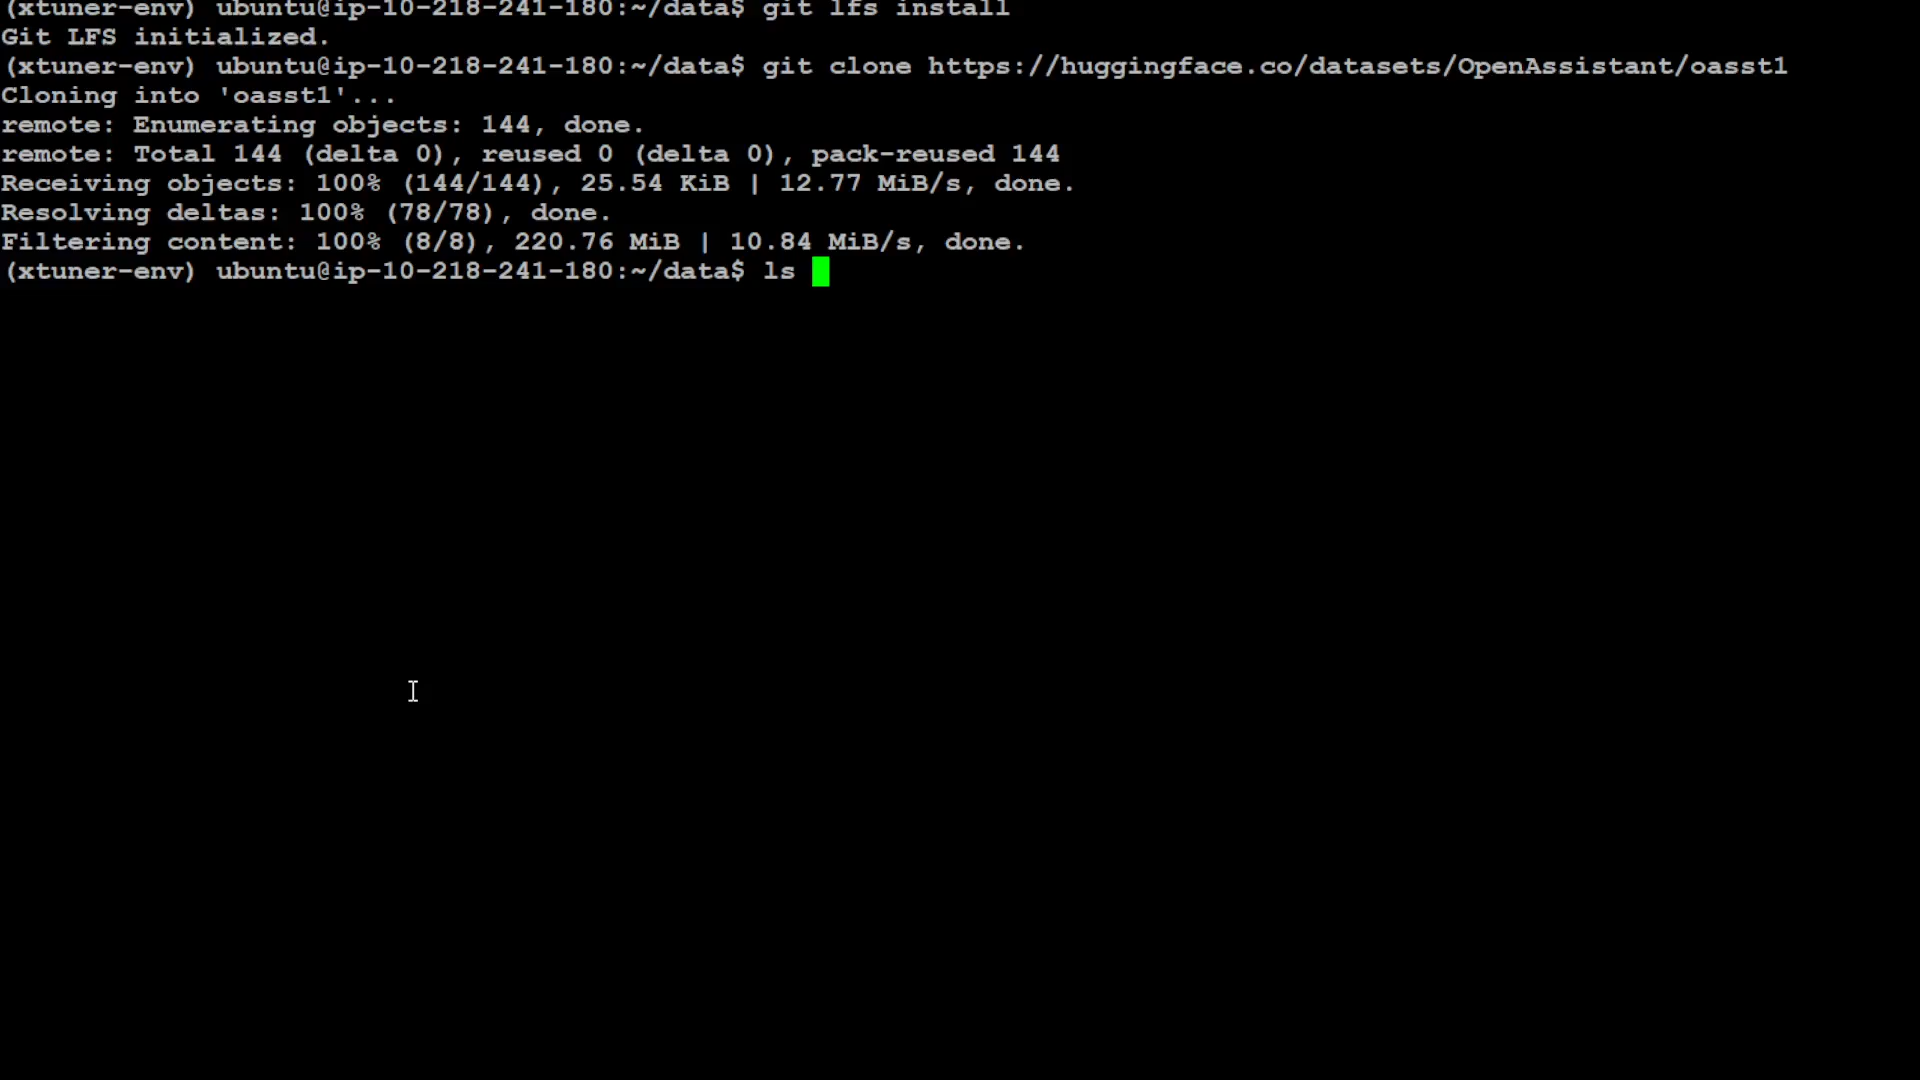 (xtuner-env) ubuntu@ip-10-218-241-180:~/data$ git lfs install
Git LFS initialized.
(xtuner-env) ubuntu@ip-10-218-241-180:~/data$ git clone https://huggingface.co/datasets/OpenAssistant/oasst1
Cloning into 'oasst1'...
remote: Enumerating objects: 144, done.
remote: Total 144 (delta 0), reused 0 (delta 0), pack-reused 144
Receiving objects: 100% (144/144), 25.54 KiB | 12.77 MiB/s, done.
Resolving deltas: 100% (78/78), done.
Filtering content: 100% (8/8), 220.76 MiB | 10.84 MiB/s, done.
(xtuner-env) ubuntu@ip-10-218-241-180:~/data$ ls